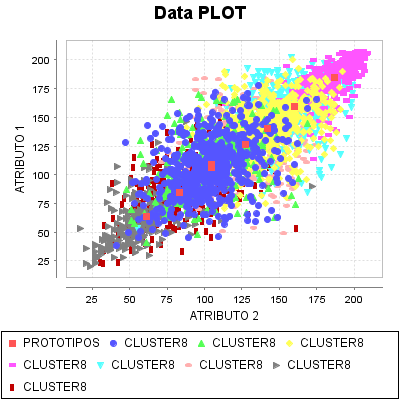 Data PLOT
ATRIBUTO 1
200
175
150
125
100
75
50
25
25 50 75 100 125 150 175 200
ATRIBUTO 2
PROTOTIPOS CLUSTER8 CLUSTER8 CLUSTER8
CLUSTER8 CLUSTER8 CLUSTER8 CLUSTER8
CLUSTER8